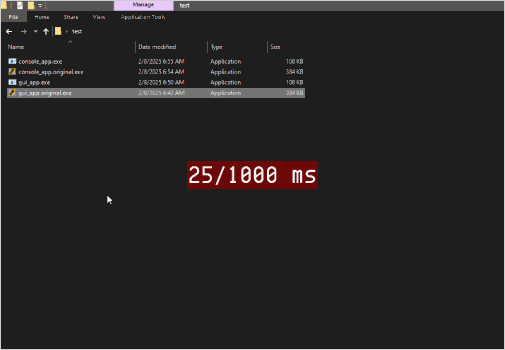 Manage
test
File
Home
Share
View
Application Tools
test
Name
Date modified
Type
Size
console_app.exe
2/8/2025 6:53 AM
Application
108 KB
console_app.original.exe
2/8/2025 6:54 AM
Application
384 KB
gui_app.exe
2/8/2025 6:50 AM
Application
108 KB
gui_app.original.exe
2/8/2025 6:42 AM
Application
384 KB
25/1000 ms